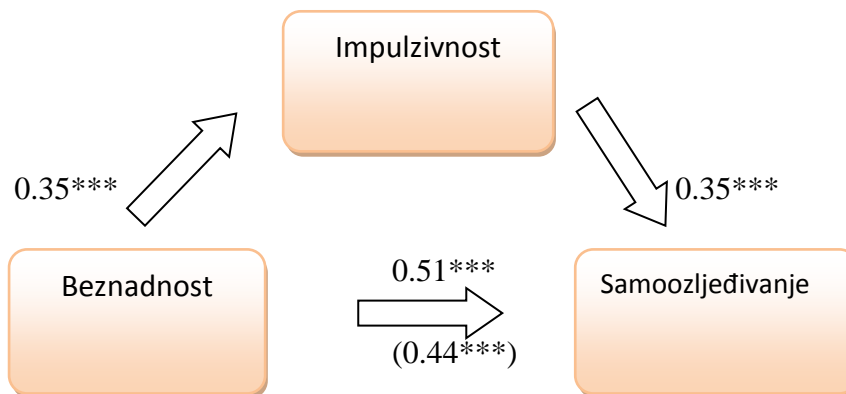 Impulzivnost
0.35***
0.35***
Beznadnost
0.51***
(0.44***)
Samoozljeđivanje